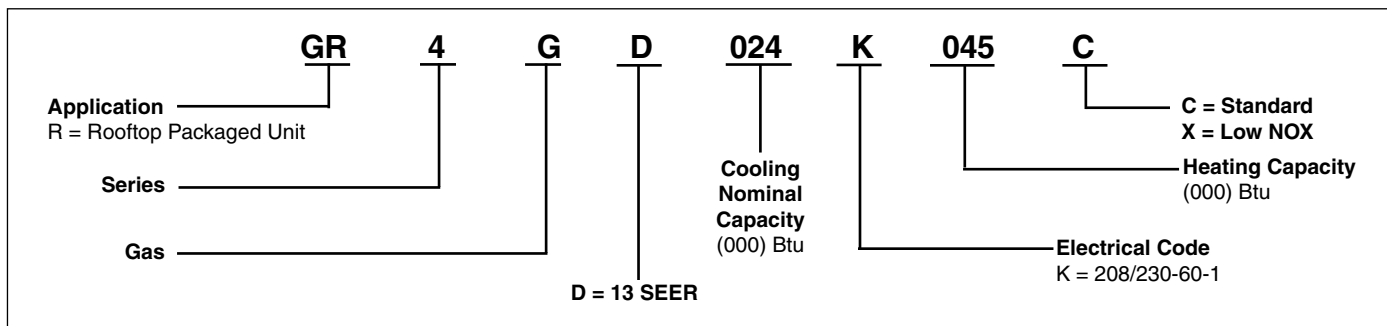 GR 4 G D 024 K 045 C
Application
R = Rooftop Packaged Unit
Series
Gas
D = 13 SEER
Cooling
Nominal
Capacity
(000) Btu
Electrical Code
K = 208/230-60-1
Heating Capacity
(000) Btu
C = Standard
X = Low NOX